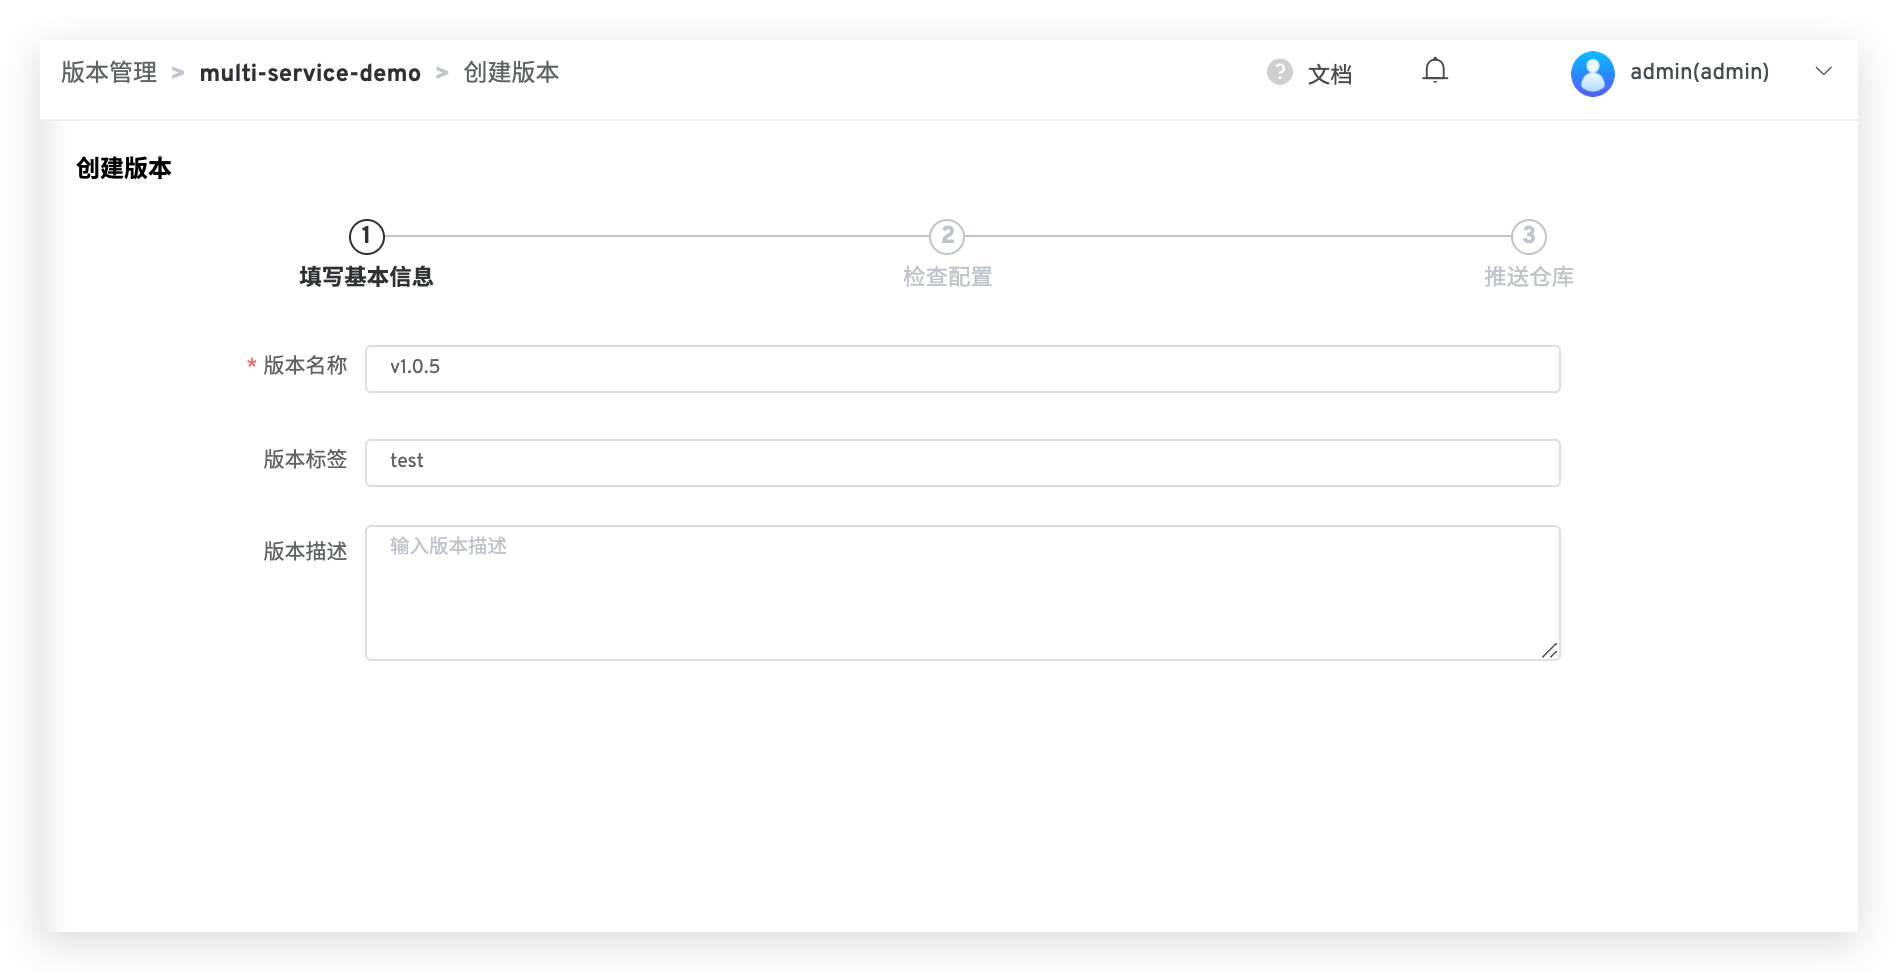 版本管理 > multi-service-demo > 创建版本 ? 文档 admin(admin)
创建版本
1 2 3
填写基本信息 检查配置 推送仓库
* 版本名称 v1.0.5
版本标签 test
版本描述 输入版本描述